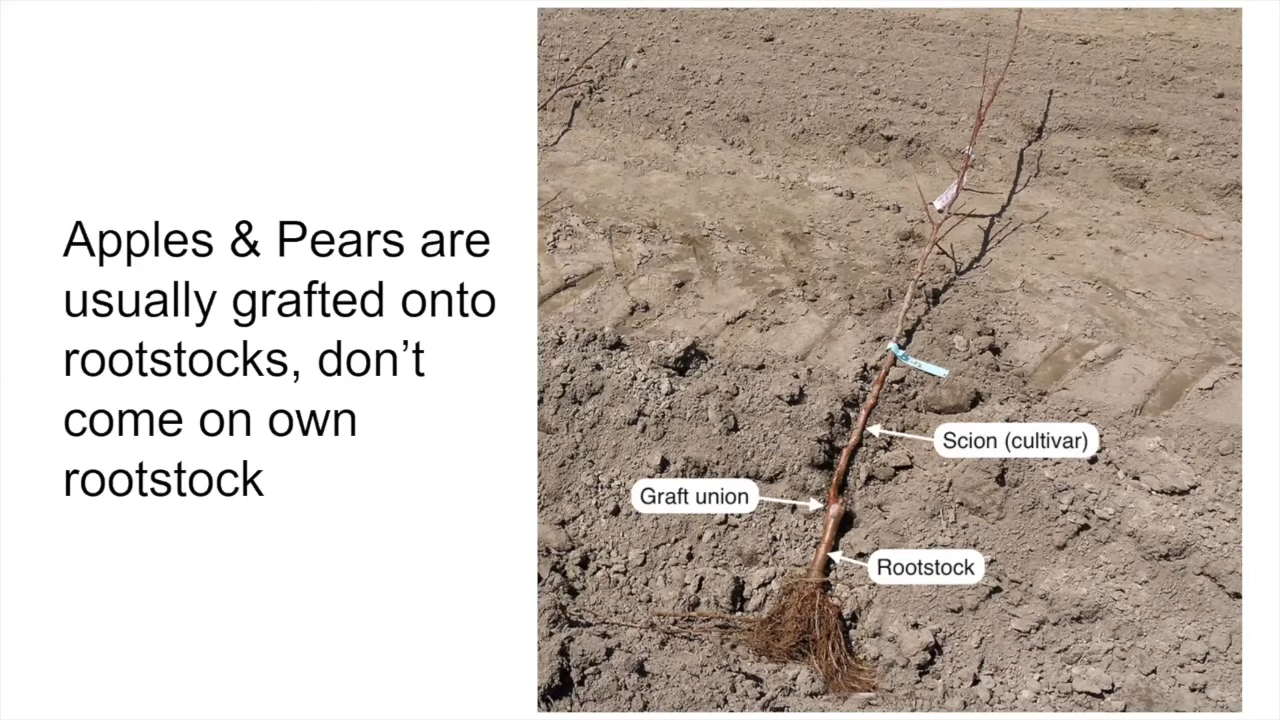 Apples & Pears are
usually grafted onto
rootstocks, don’t
come on own
rootstock
Scion (cultivar)
Graft union
Rootstock